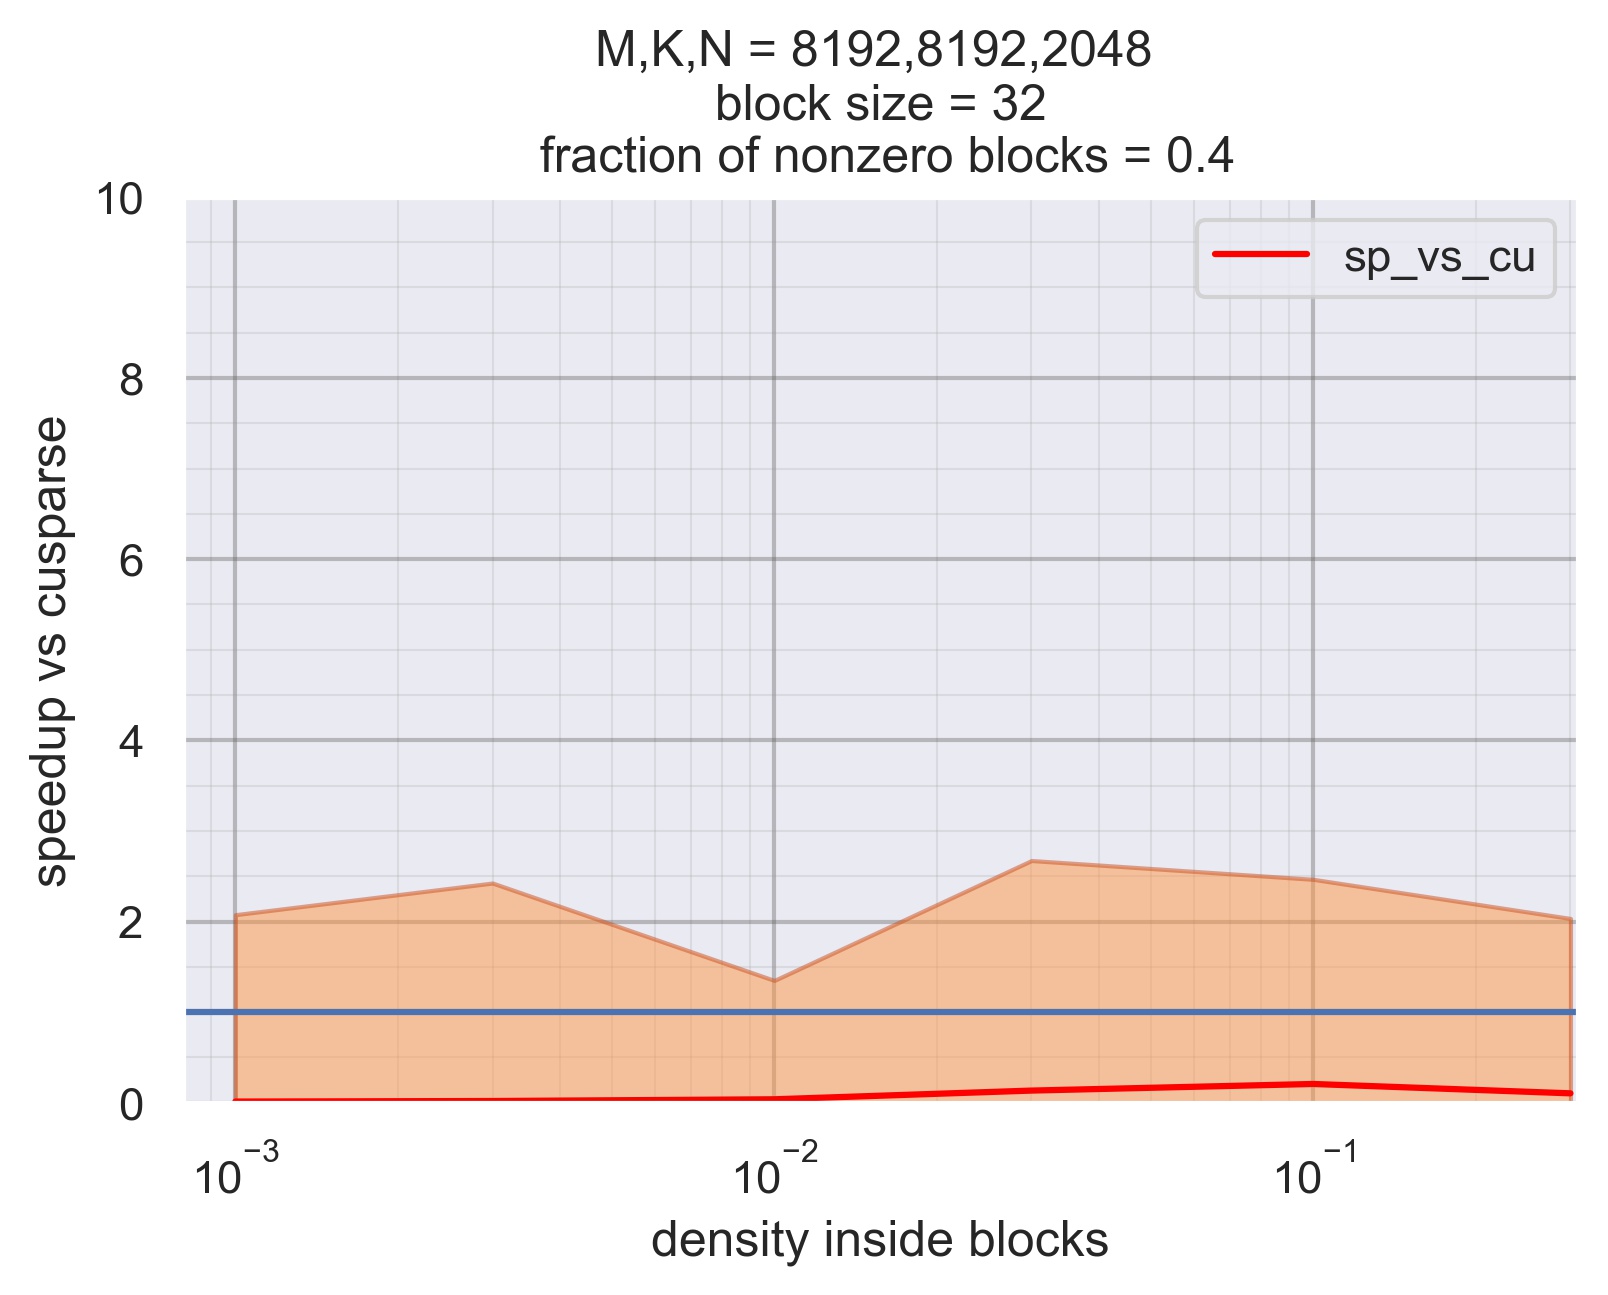 M,K,N = 8192,8192,2048
block size = 32
fraction of nonzero blocks = 0.4
10
8
6
4
2
0
speedup vs cusparse
sp_vs_cu
10⁻³
10⁻²
10⁻¹
density inside blocks